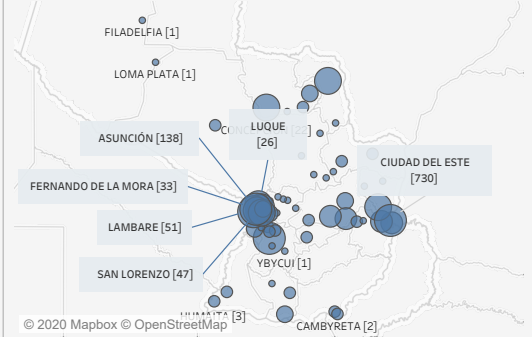 FILADELFIA [1]
LOMA PLATA [1]
ASUNCIÓN [138]
LUQUE
[26]
CIUDAD DEL ESTE
[730]
FERNANDO DE LA MORA [33]
LAMBARE [51]
SAN LORENZO [47]
YBYCUI [1]
HUMAITA [3]
CAMBYRETA [2]
© 2020 Mapbox © OpenStreetMap